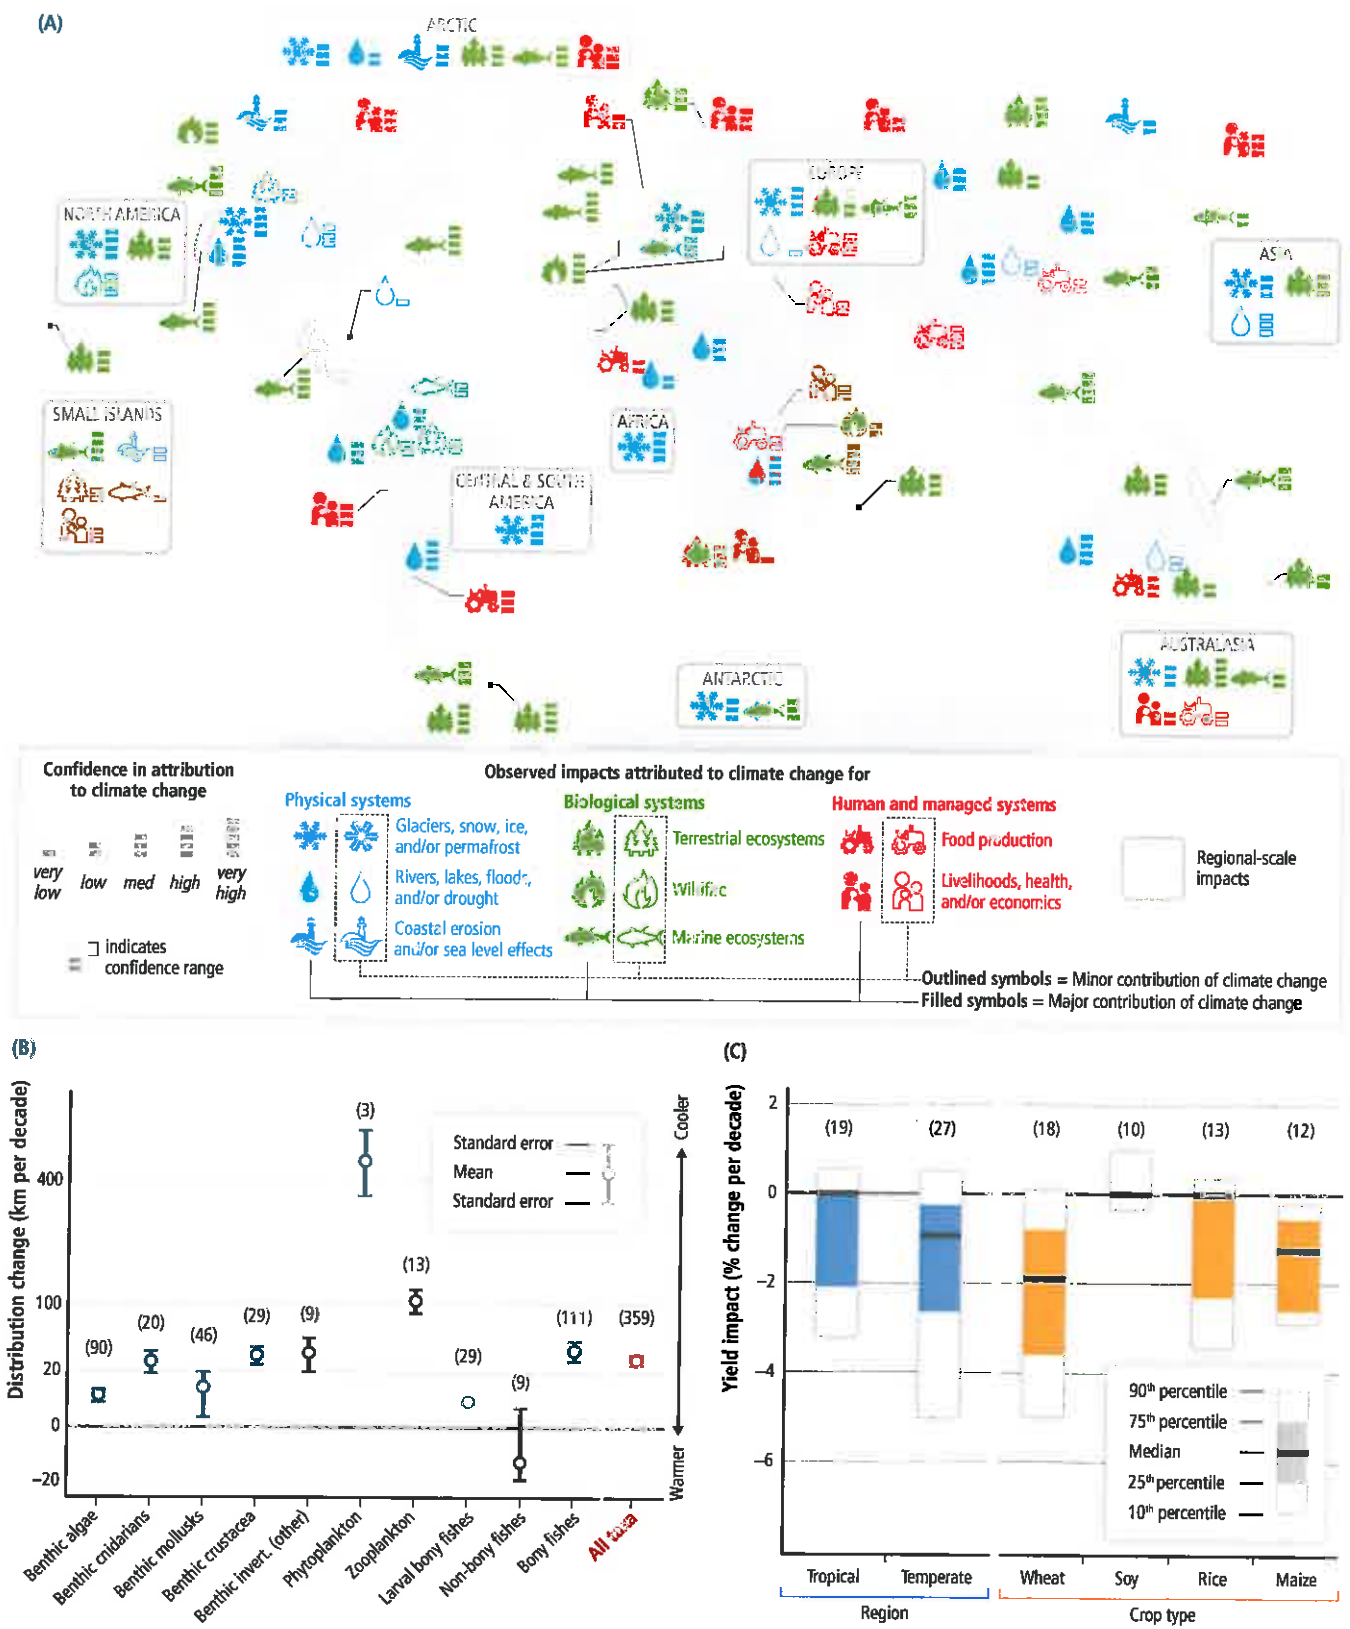 (A)
ARCTIC
NORTH AMERICA
EUROPE
ASIA
SMALL ISLANDS
AFRICA
CENTRAL & SOUTH
AMERICA
ANTARCTIC
AUSTRALASIA
Confidence in attribution
to climate change
very
low
low
med
high
very
high
indicates
confidence range
Observed impacts attributed to climate change for
Physical systems
Glaciers, snow, ice,
and/or permafrost
Rivers, lakes, floods,
and/or drought
Coastal erosion
and/or sea level effects
Biological systems
Terrestrial ecosystems
Wildfire
Marine ecosystems
Human and managed systems
Food production
Livelihoods, health,
and/or economics
Regional-scale
impacts
Outlined symbols = Minor contribution of climate change
Filled symbols = Major contribution of climate change
(B)
Distribution change (km per decade)
400
100
20
0
–20
(90)
(20)
(46)
(29)
(9)
(3)
(13)
(29)
(9)
(111)
(359)
Standard error
Mean
Standard error
Cooler
Warmer
Benthic algae
Benthic cnidarians
Benthic mollusks
Benthic crustacea
Benthic invert. (other)
Phytoplankton
Zooplankton
Larval bony fishes
Non-bony fishes
Bony fishes
All taxa
(C)
Yield impact (% change per decade)
2
0
–2
–4
–6
(19)
(27)
(18)
(10)
(13)
(12)
90th percentile
75th percentile
Median
25th percentile
10th percentile
Tropical
Temperate
Wheat
Soy
Rice
Maize
Region
Crop type